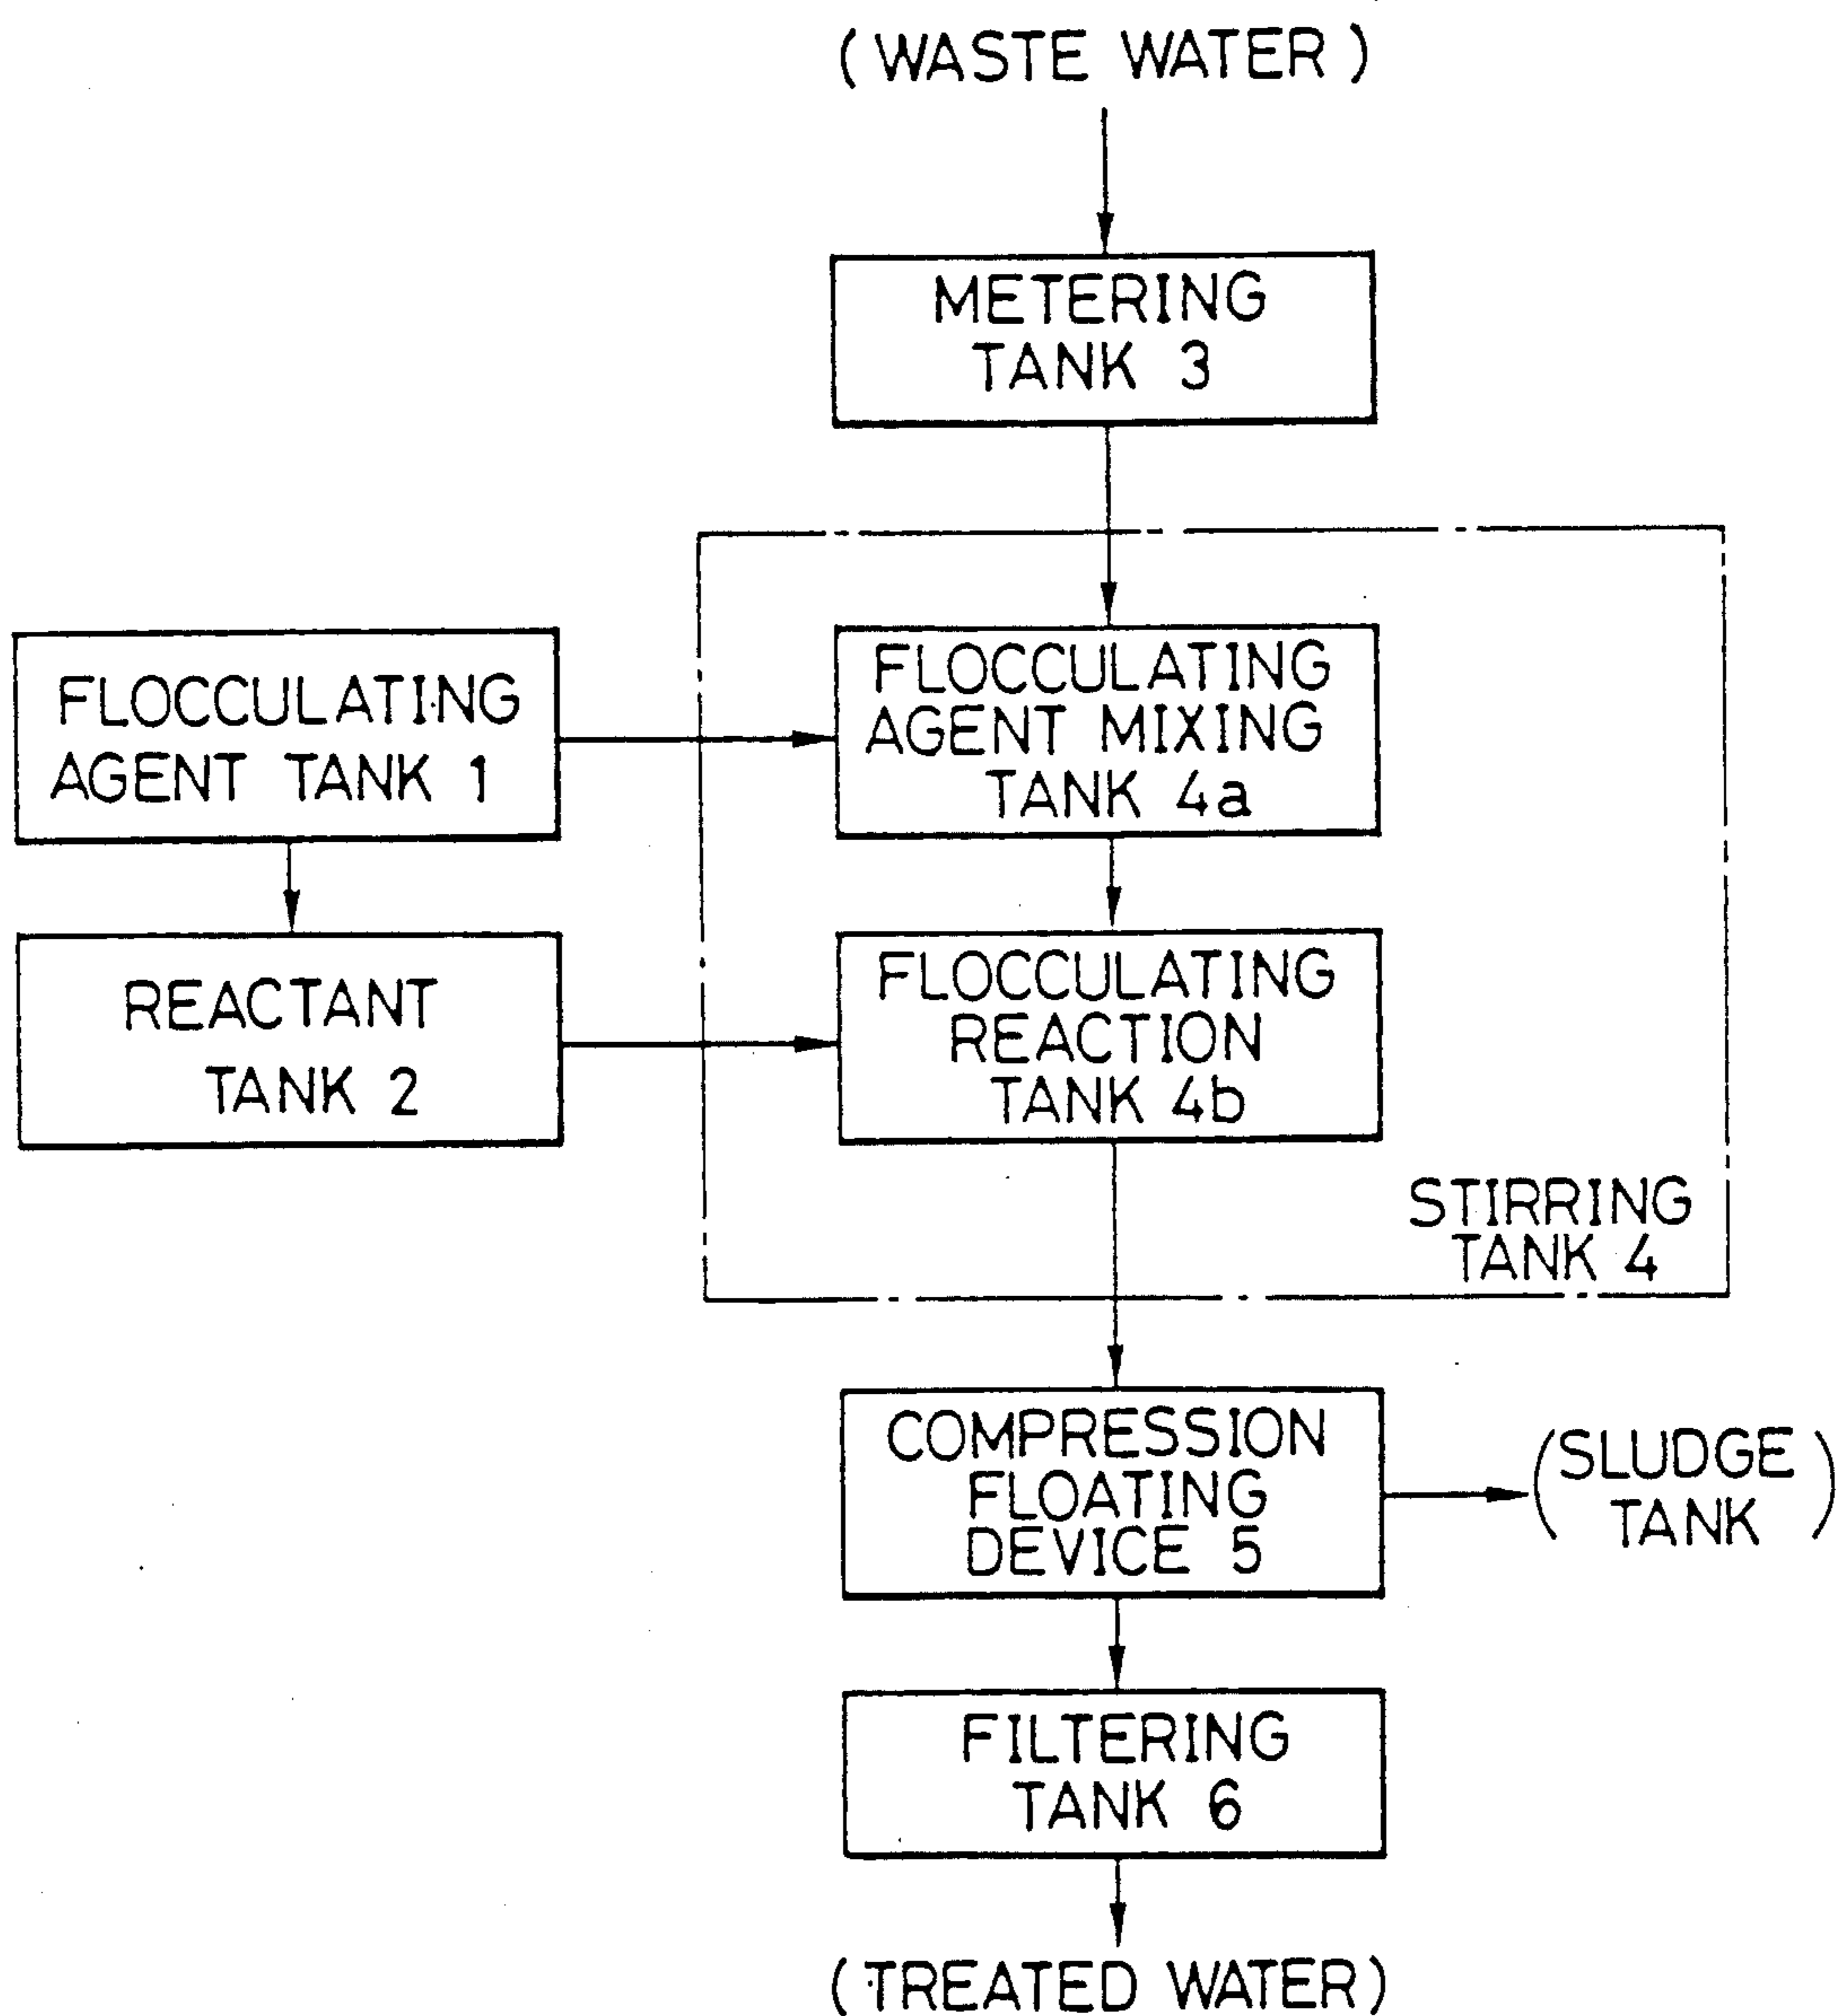 (WASTE WATER)
METERING
TANK 3
FLOCCULATING
AGENT TANK 1
FLOCCULATING
AGENT MIXING
TANK 4a
REACTANT
TANK 2
FLOCCULATING
REACTION
TANK 4b
STIRRING
TANK 4
COMPRESSION
FLOATING
DEVICE 5
(SLUDGE
TANK)
FILTERING
TANK 6
(TREATED WATER)